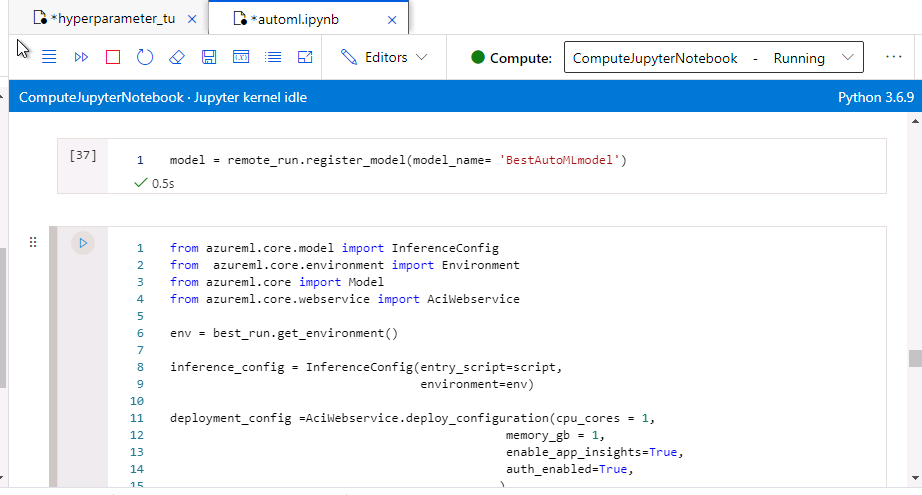 *hyperparameter_tu × *automl.ipynb ×
Editors Compute: ComputeJupyterNotebook - Running ...
ComputeJupyterNotebook · Jupyter kernel idle Python 3.6.9
[37] 1 model = remote_run.register_model(model_name= 'BestAutoMLmodel')
0.5s
1 from azureml.core.model import InferenceConfig
2 from  azureml.core.environment import Environment
3 from azureml.core import Model
4 from azureml.core.webservice import AciWebservice
5
6 env = best_run.get_environment()
7
8 inference_config = InferenceConfig(entry_script=script,
9 environment=env)
10
11 deployment_config =AciWebservice.deploy_configuration(cpu_cores = 1,
12 memory_gb = 1,
13 enable_app_insights=True,
14 auth_enabled=True,
15 )